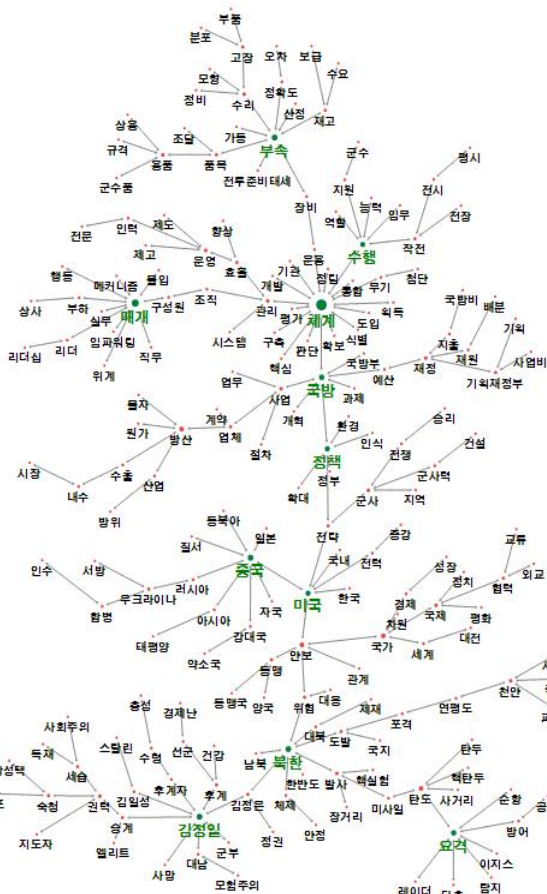 부품
분포
고장 오차 보급
모형 정확도 수요
정비 수리 산정 재고
상용 조달 가동 군수 평시
규격 부속
용품 품목 지원 전시
군수품 전투준비태세 능력
장비 역할 임무 전장
인력 제도 향상 수행 작전
전문 운용
제고 운영 기관 정립
행동 효율 개발 통합 무기 첨단
메커니즘 몰입 조직 국방비 배분
상사 부하 구성원 관리 체계 획득
실무 매개 평가 도입 기획
임파워링 시스템 구축 식별 지출
리더십 리더 판단 확보 재원 사업비
직무 핵심 국방부 재정
위계 업무 국방 예산 기획재정부
물자 사업 과제
계약 개혁 환경 승리
원가 방산 업체 인식 전쟁 건설
절차 정책
시장 수출 정부 군사력
내수 산업 확대 군사 지역
방위
동북아 전략 증강
질서 일본 국내 교류
인수 서방 중국 전력 성장
러시아 정치 외교
우크라이나 미국 한국 경제 협력
합병 아시아 자국 국제 평화
강대국 차원 대전
태평양 국가 세계
약소국 안보
동맹 관계
동맹국 양국 위협 대응
충성 경제난 제재 천안
사회주의 대북 연평도
스탈린 선군 도발 포격
독재 수형 건강 국지 탄두
세습 남북 북한
후계자 핵실험 핵탄두
숙청 김일성 후계 한반도 발사 탄도 사거리 순항
권력 김정은 체제 미사일
승계 장거리 방어
지도자 김정일 요격
엘리트 정권 안정
군부 이지스
사망 대남
모험주의 레이더 탐지